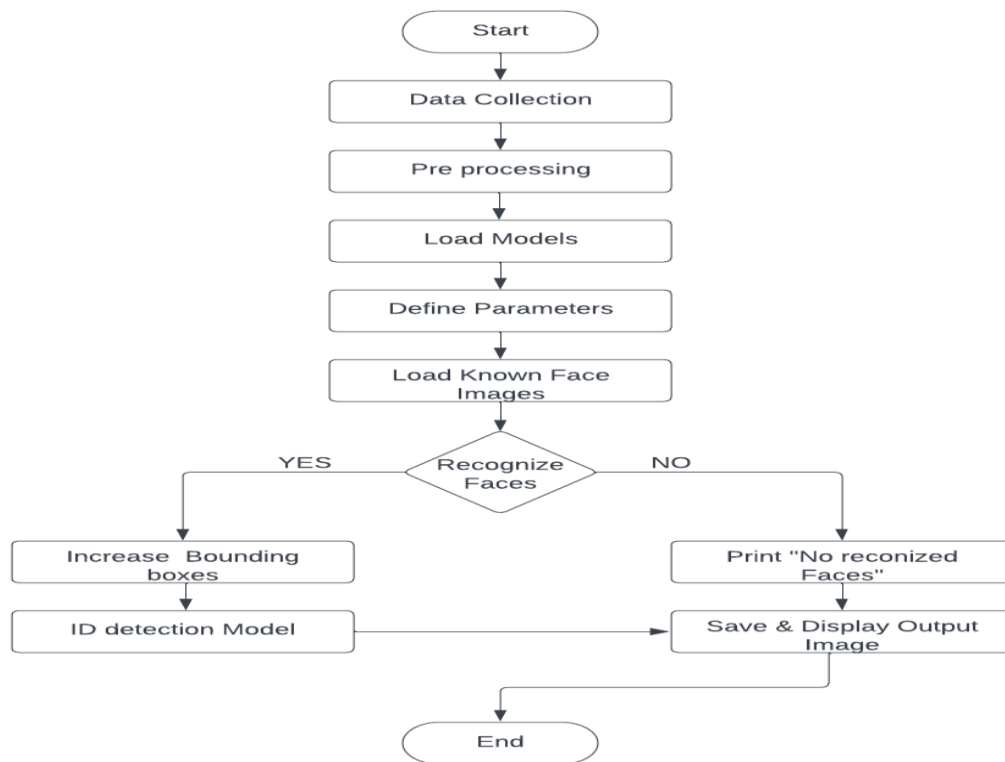 Start
Data Collection
Pre processing
Load Models
Define Parameters
Load Known Face
Images
YES
Recognize
Faces
NO
Increase Bounding
boxes
Print "No reconized
Faces"
ID detection Model
Save & Display Output
Image
End